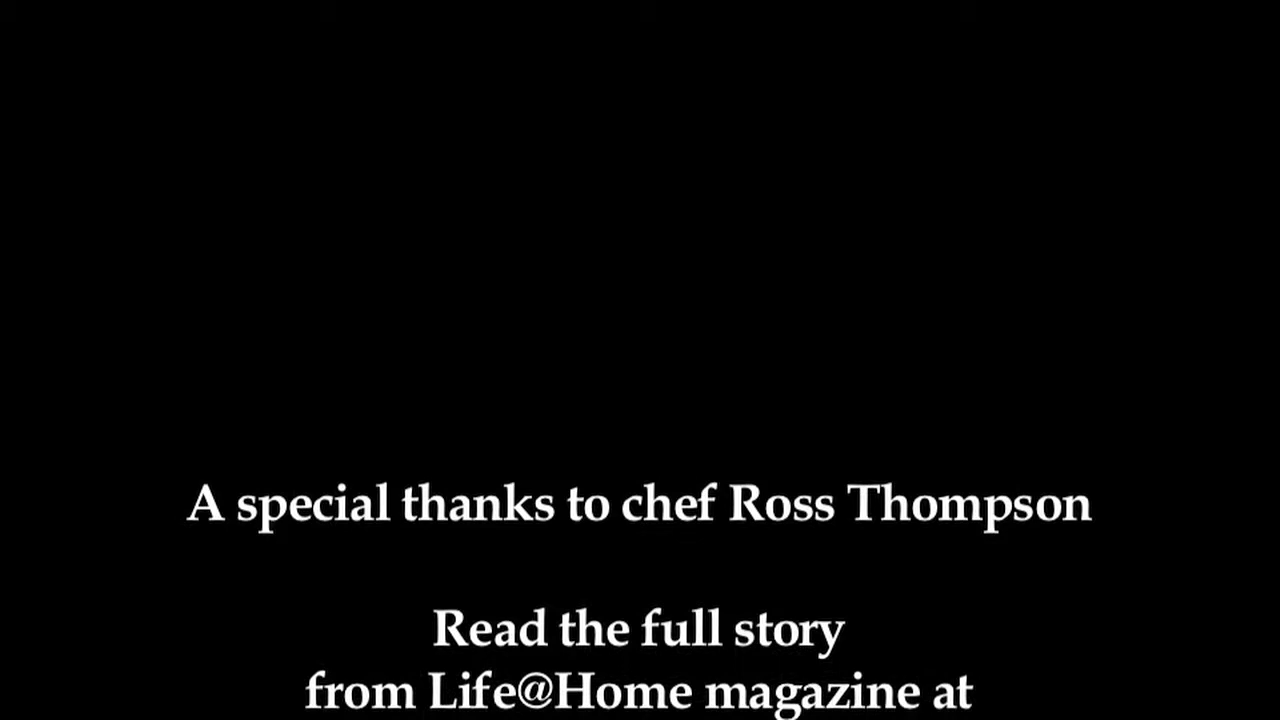 A special thanks to chef Ross Thompson
Read the full story
from Life@Home magazine at